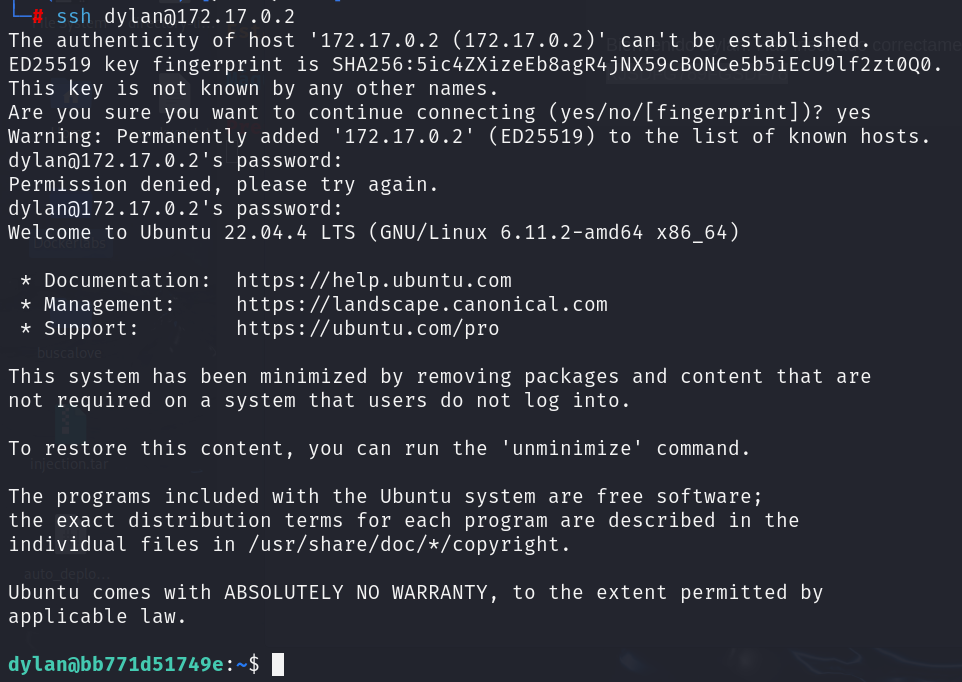 └─# ssh dylan@172.17.0.2
The authenticity of host '172.17.0.2 (172.17.0.2)' can't be established.
ED25519 key fingerprint is SHA256:5ic4ZXizeEb8agR4jNX59cBONCe5b5iEcU9lf2zt0Q0.
This key is not known by any other names.
Are you sure you want to continue connecting (yes/no/[fingerprint])? yes
Warning: Permanently added '172.17.0.2' (ED25519) to the list of known hosts.
dylan@172.17.0.2's password:
Permission denied, please try again.
dylan@172.17.0.2's password:
Welcome to Ubuntu 22.04.4 LTS (GNU/Linux 6.11.2-amd64 x86_64)
* Documentation:  https://help.ubuntu.com
* Management:     https://landscape.canonical.com
* Support:        https://ubuntu.com/pro
buscalove
This system has been minimized by removing packages and content that are
not required on a system that users do not log into.
To restore this content, you can run the 'unminimize' command.
injection.tar
The programs included with the Ubuntu system are free software;
the exact distribution terms for each program are described in the
individual files in /usr/share/doc/*/copyright.
auto_deplo...
Ubuntu comes with ABSOLUTELY NO WARRANTY, to the extent permitted by
applicable law.
dylan@bb771d51749e:~$